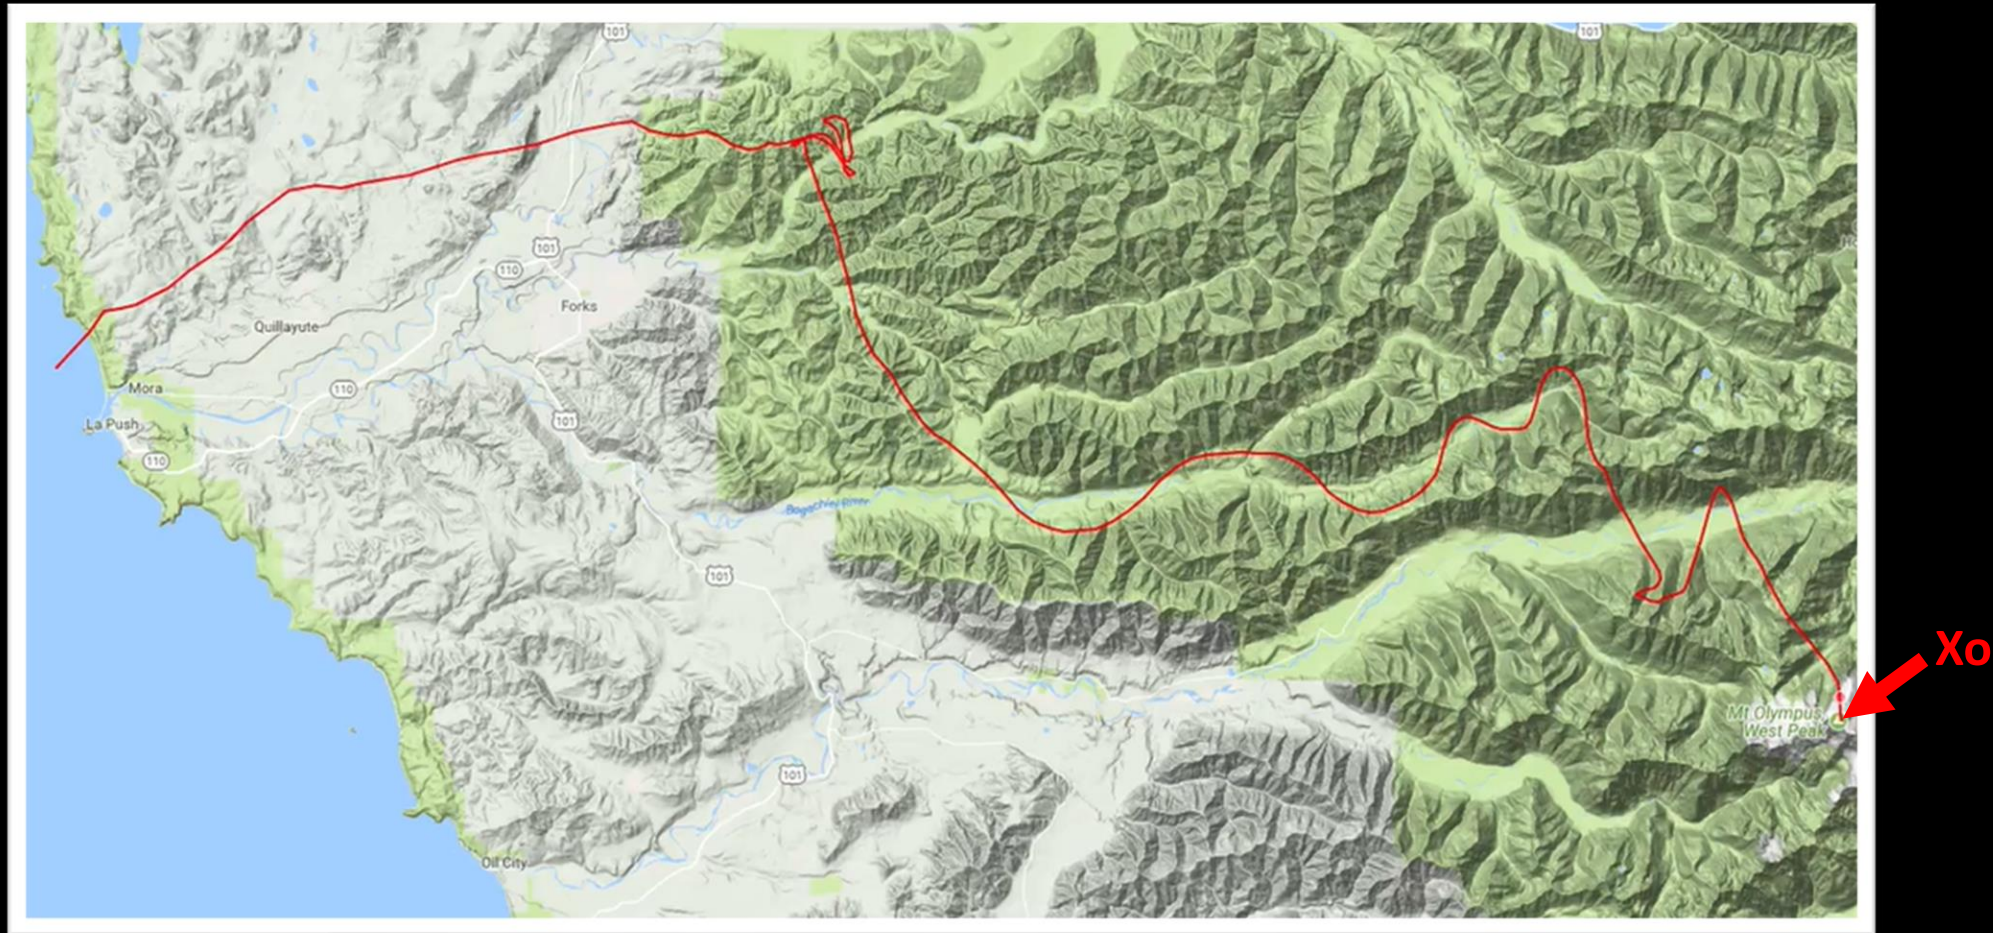 101
101
101
110
Forks
Quillayute
Mora
110
La Push
101
110
Bogachiel River
101
Xo
Mt Olympus,
West Peak
101
Oil City